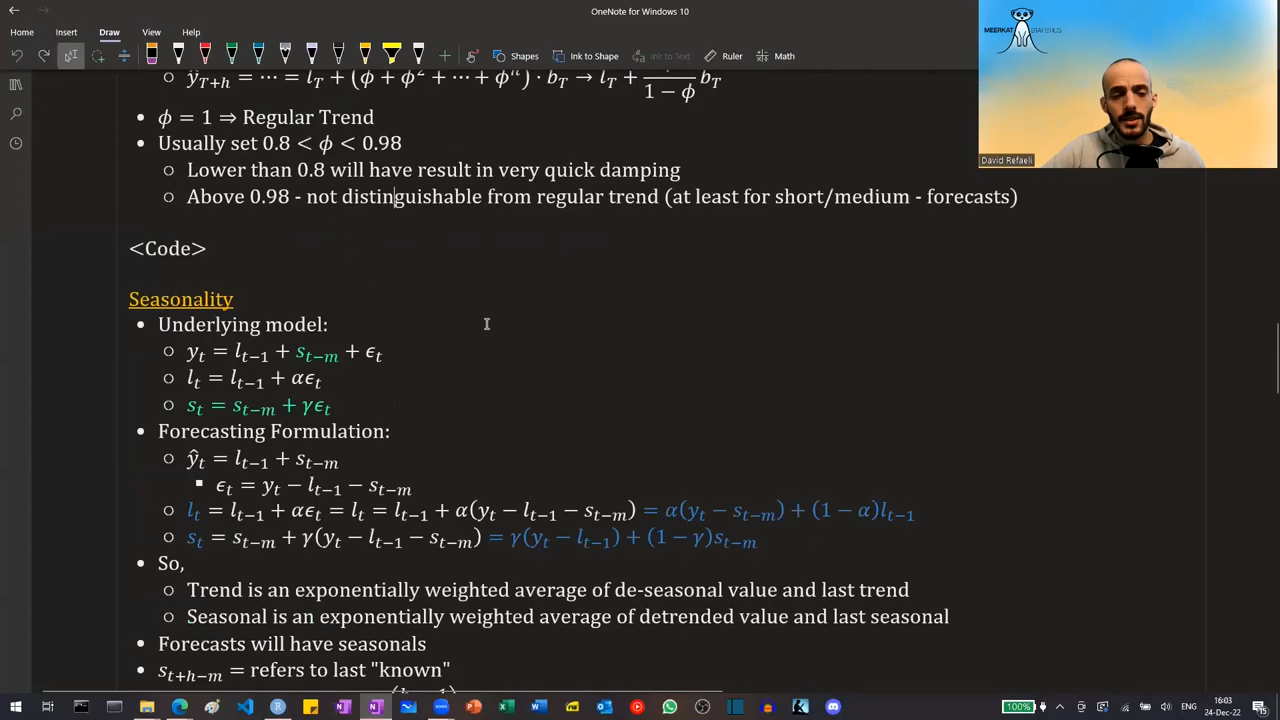 OneNote for Windows 10
MEERKAT
STATISTICS
Home Insert Draw View Help
Shapes Ink to Shape Ink to Text Ruler Math
ŷ_{T+h} = ⋯ = l_T + (ϕ + ϕ² + ⋯ + ϕʰ) · b_T → l_T + ϕ/(1 − ϕ) b_T
• ϕ = 1 ⇒ Regular Trend
• Usually set 0.8 < ϕ < 0.98
○ Lower than 0.8 will have result in very quick damping
○ Above 0.98 - not distinguishable from regular trend (at least for short/medium - forecasts)
David Refaeli
<Code>
Seasonality
• Underlying model:
○ y_t = l_{t−1} + s_{t−m} + ϵ_t
○ l_t = l_{t−1} + αϵ_t
○ s_t = s_{t−m} + γϵ_t
• Forecasting Formulation:
○ ŷ_t = l_{t−1} + s_{t−m}
▪ ϵ_t = y_t − l_{t−1} − s_{t−m}
○ l_t = l_{t−1} + αϵ_t = l_t = l_{t−1} + α(y_t − l_{t−1} − s_{t−m}) = α(y_t − s_{t−m}) + (1 − α)l_{t−1}
○ s_t = s_{t−m} + γ(y_t − l_{t−1} − s_{t−m}) = γ(y_t − l_{t−1}) + (1 − γ)s_{t−m}
• So,
○ Trend is an exponentially weighted average of de-seasonal value and last trend
○ Seasonal is an exponentially weighted average of detrended value and last seasonal
• Forecasts will have seasonals
• s_{t+h−m} = refers to last "known"
100%
16:03
24-Dec-22